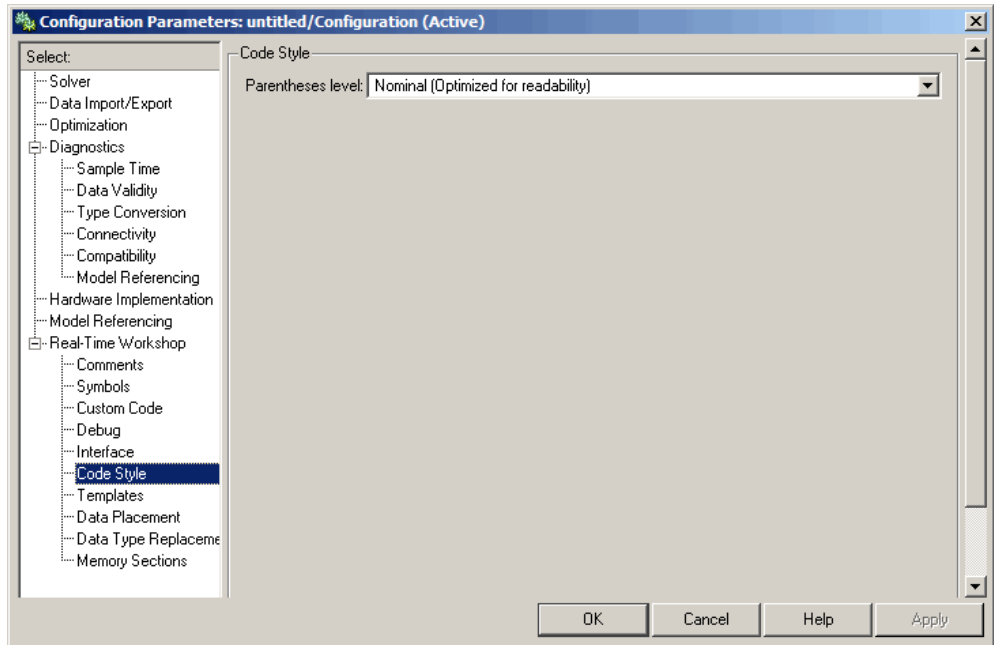 Configuration Parameters: untitled/Configuration (Active)
Select:
Solver
Data Import/Export
Optimization
Diagnostics
Sample Time
Data Validity
Type Conversion
Connectivity
Compatibility
Model Referencing
Hardware Implementation
Model Referencing
Real-Time Workshop
Comments
Symbols
Custom Code
Debug
Interface
Code Style
Templates
Data Placement
Data Type Replaceme
Memory Sections
Code Style
Parentheses level: Nominal (Optimized for readability)
OK Cancel Help Apply